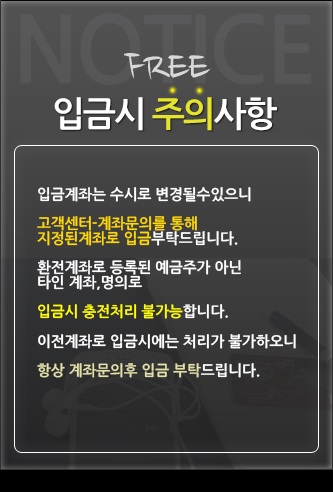 NOTICE
FREE
입금시 주의사항
입금계좌는 수시로 변경될수있으니
고객센터-계좌문의를 통해
지정된계좌로 입금부탁드립니다.
환전계좌로 등록된 예금주가 아닌
타인 계좌,명의로
입금시 충전처리 불가능합니다.
이전계좌로 입금시에는 처리가 불가하오니
항상 계좌문의후 입금 부탁드립니다.